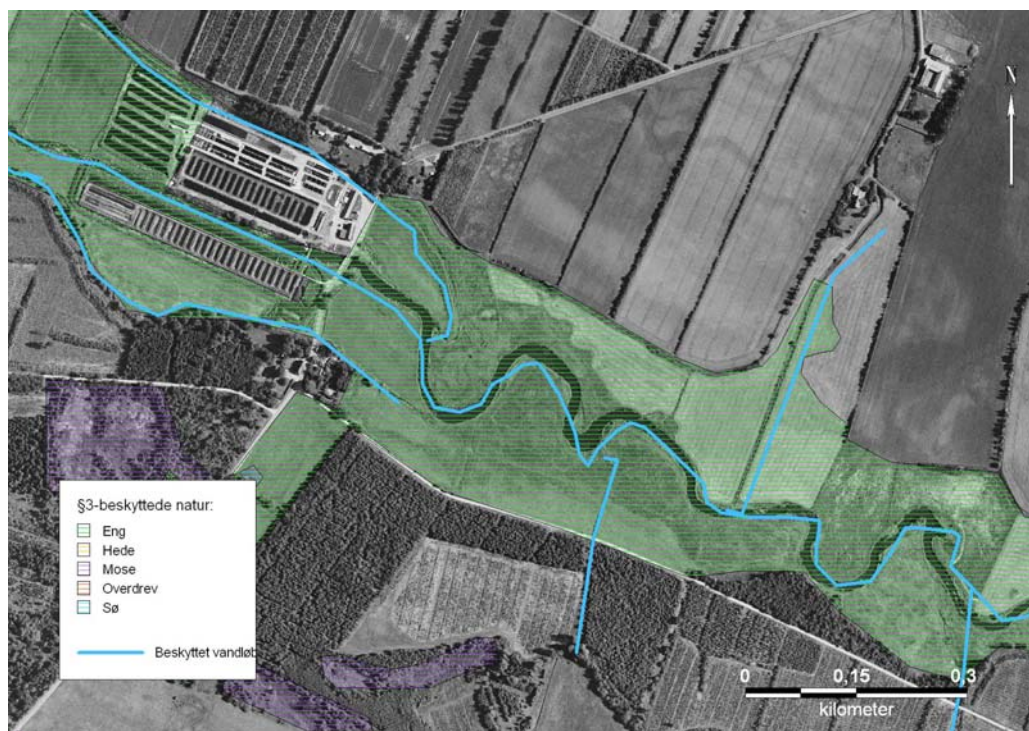 N
§3-beskyttede natur:
Eng
Hede
Mose
Overdrev
Sø
Beskyttet vandløb
0 0,15 0,3
kilometer